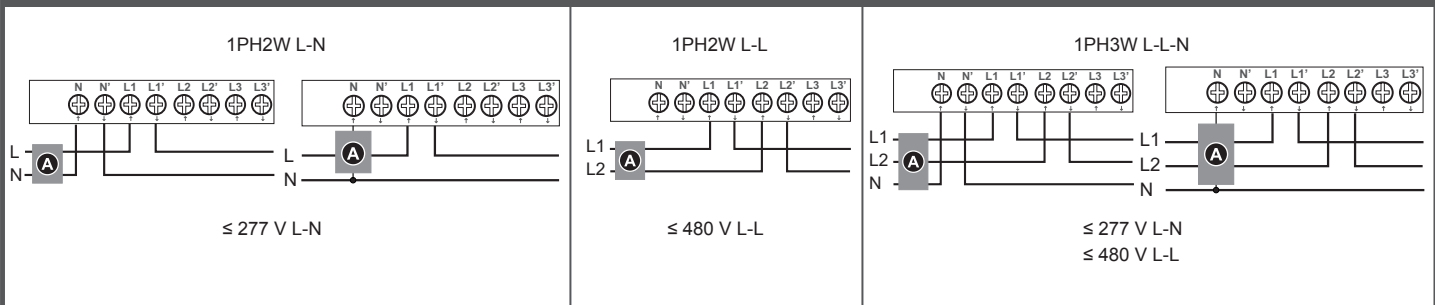 1PH2W L-N
N N' L1 L1' L2 L2' L3 L3'
L A
N
N N' L1 L1' L2 L2' L3 L3'
L A
N
≤ 277 V L-N
1PH2W L-L
N N' L1 L1' L2 L2' L3 L3'
L1
A
L2
≤ 480 V L-L
1PH3W L-L-N
N N' L1 L1' L2 L2' L3 L3'
L1
L2 A
N
N N' L1 L1' L2 L2' L3 L3'
L1
A
L2
N
≤ 277 V L-N
≤ 480 V L-L